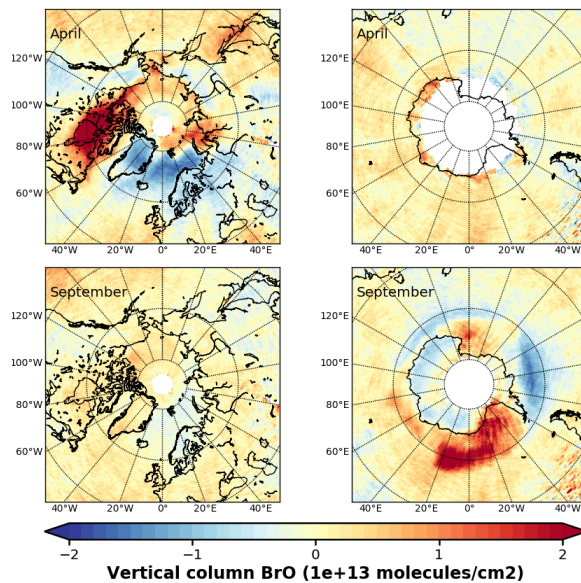 April
120°W
100°W
80°W
60°W
40°W 20°W 0° 20°E 40°E
April
120°E
100°E
80°E
60°E
40°E 20°E 0° 20°W 40°W
September
120°W
100°W
80°W
60°W
40°W 20°W 0° 20°E 40°E
September
120°E
100°E
80°E
60°E
40°E 20°E 0° 20°W 40°W
−2 −1 0 1 2
Vertical column BrO (1e+13 molecules/cm2)